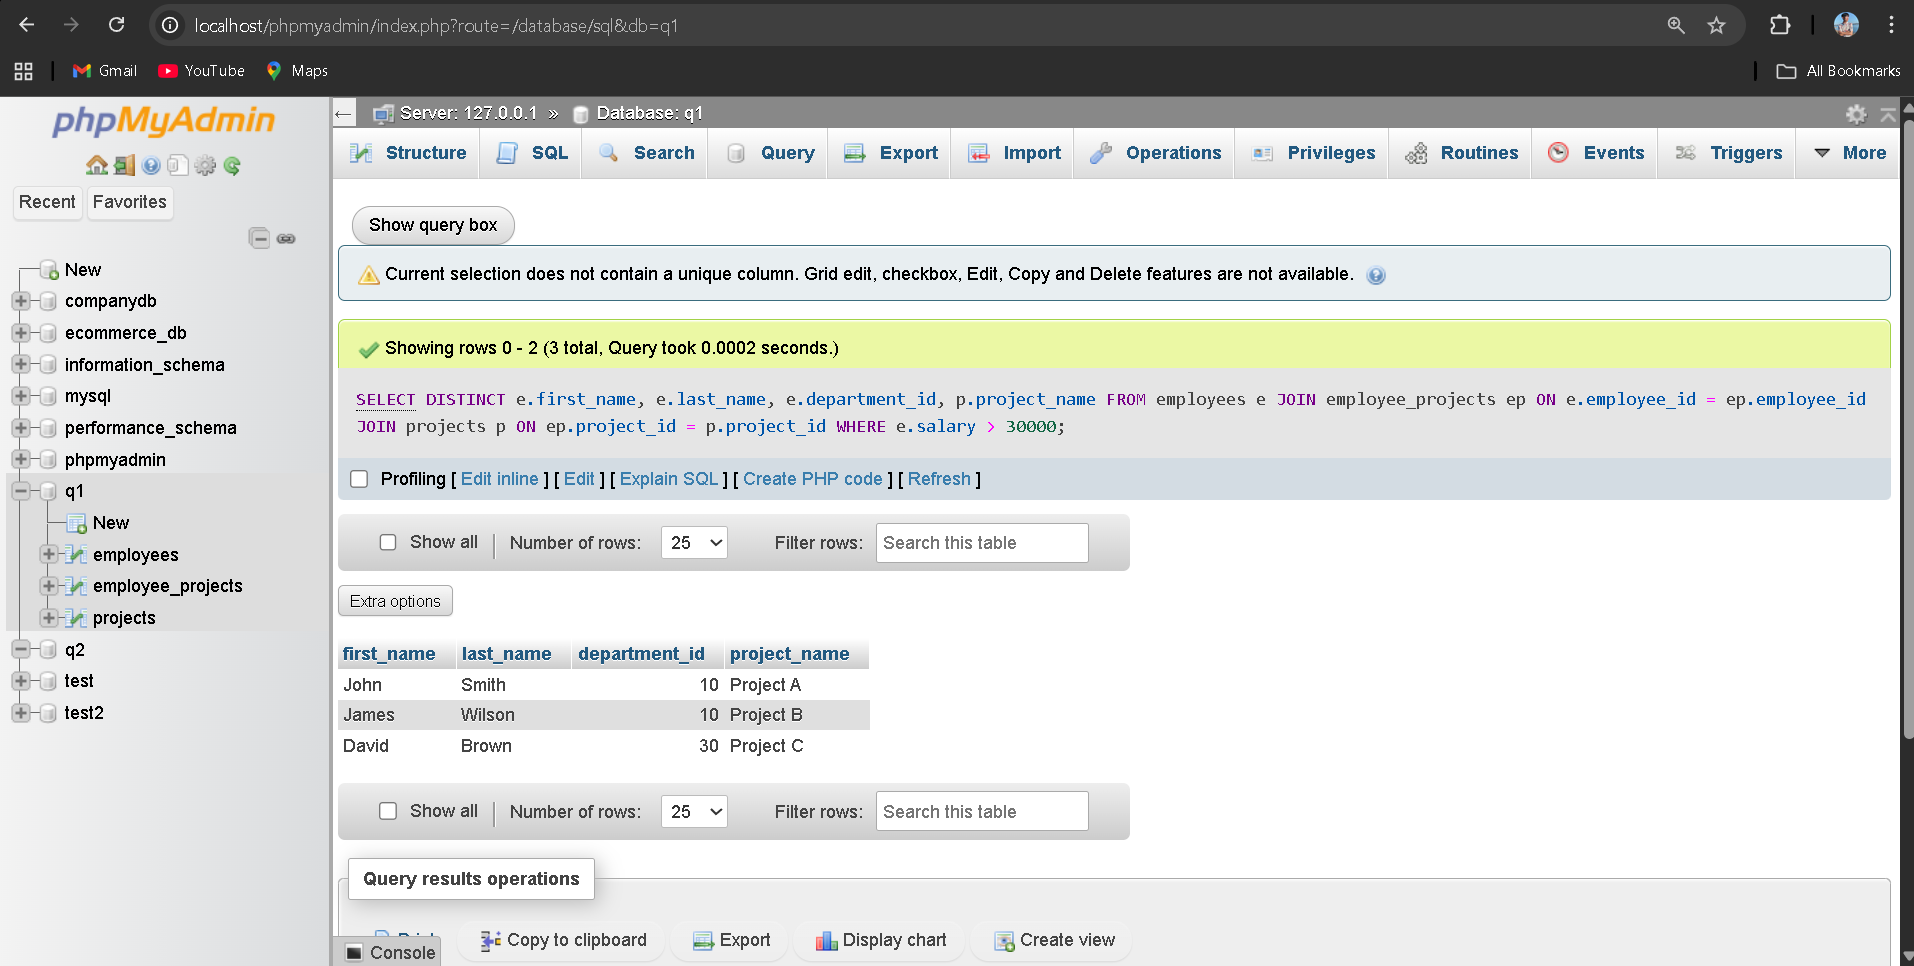 localhost/phpmyadmin/index.php?route=/database/sql&db=q1
Gmail YouTube Maps All Bookmarks
phpMyAdmin
Recent Favorites
New
companydb
ecommerce_db
information_schema
mysql
performance_schema
phpmyadmin
q1
New
employees
employee_projects
projects
q2
test
test2
Server: 127.0.0.1 » Database: q1
Structure SQL Search Query Export Import Operations Privileges Routines Events Triggers More
Show query box
Current selection does not contain a unique column. Grid edit, checkbox, Edit, Copy and Delete features are not available.
Showing rows 0 - 2 (3 total, Query took 0.0002 seconds.)
SELECT DISTINCT e.first_name, e.last_name, e.department_id, p.project_name FROM employees e JOIN employee_projects ep ON e.employee_id = ep.employee_id
JOIN projects p ON ep.project_id = p.project_id WHERE e.salary > 30000;
Profiling [ Edit inline ] [ Edit ] [ Explain SQL ] [ Create PHP code ] [ Refresh ]
Show all | Number of rows: 25 Filter rows: Search this table
Extra options
first_name last_name department_id project_name
John Smith 10 Project A
James Wilson 10 Project B
David Brown 30 Project C
Show all | Number of rows: 25 Filter rows: Search this table
Query results operations
Copy to clipboard Export Display chart Create view
Console